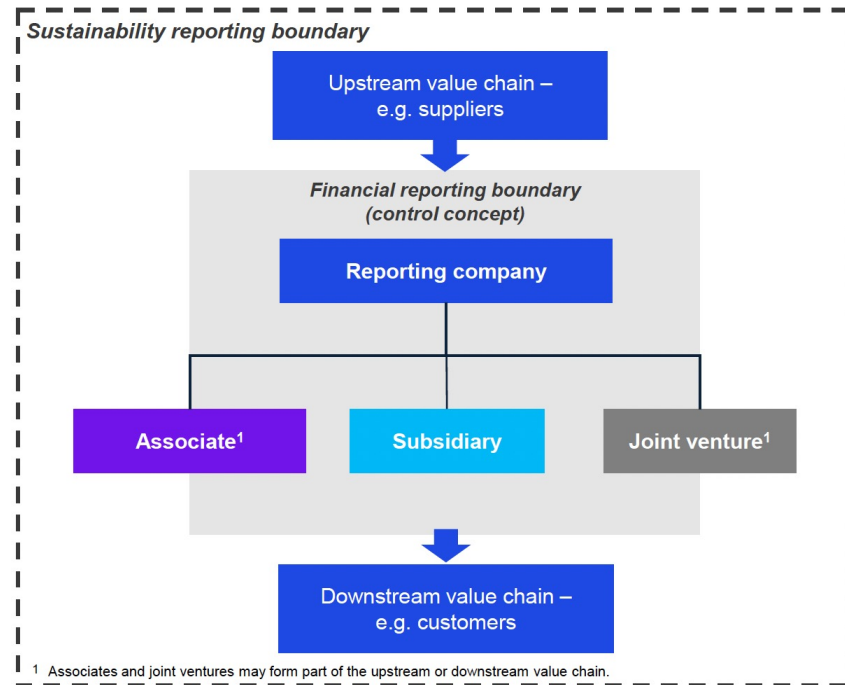 Sustainability reporting boundary
Upstream value chain –
e.g. suppliers
Financial reporting boundary
(control concept)
Reporting company
Associate¹
Subsidiary
Joint venture¹
Downstream value chain –
e.g. customers
¹ Associates and joint ventures may form part of the upstream or downstream value chain.